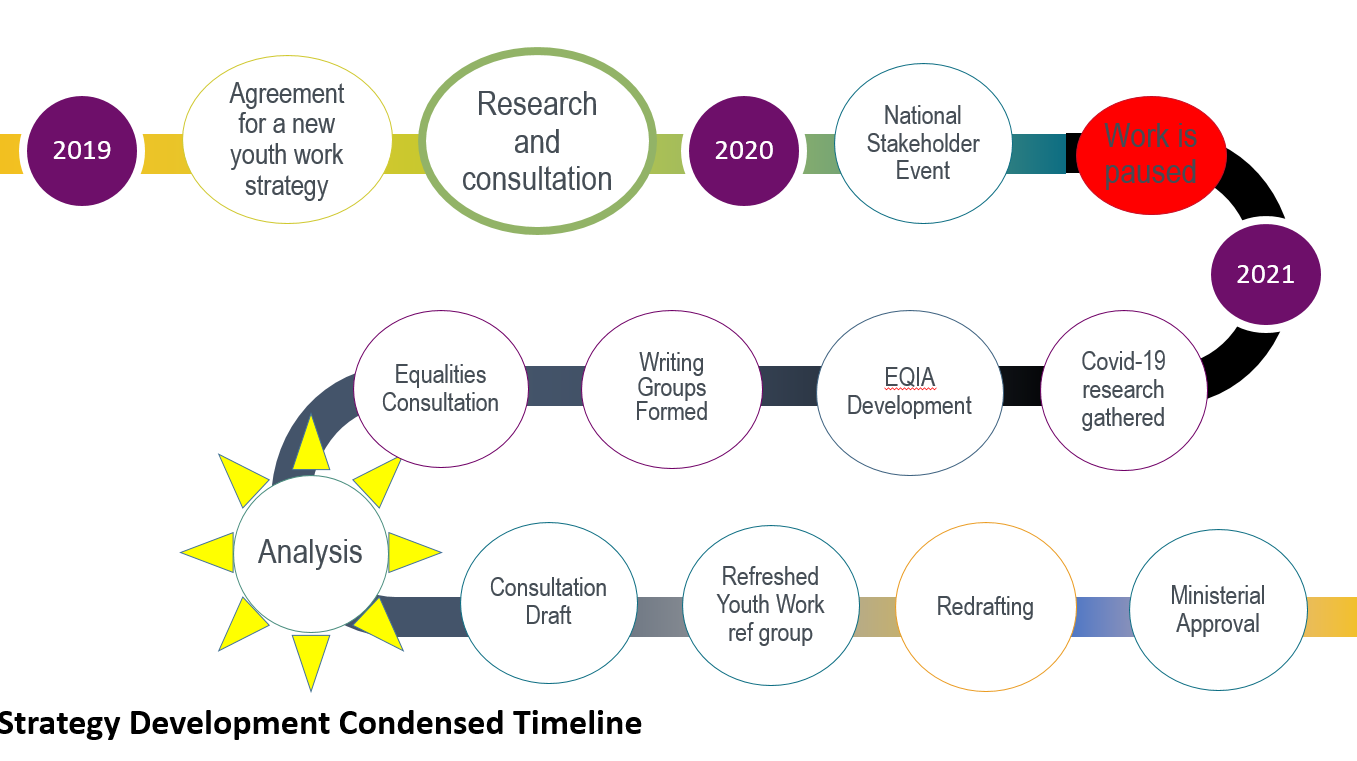 2019
Agreement
for a new
youth work
strategy
Research
and
consultation
2020
National
Stakeholder
Event
Work is
paused
2021
Covid-19
research
gathered
EQIA
Development
Writing
Groups
Formed
Equalities
Consultation
Analysis
Consultation
Draft
Refreshed
Youth Work
ref group
Redrafting
Ministerial
Approval
Strategy Development Condensed Timeline